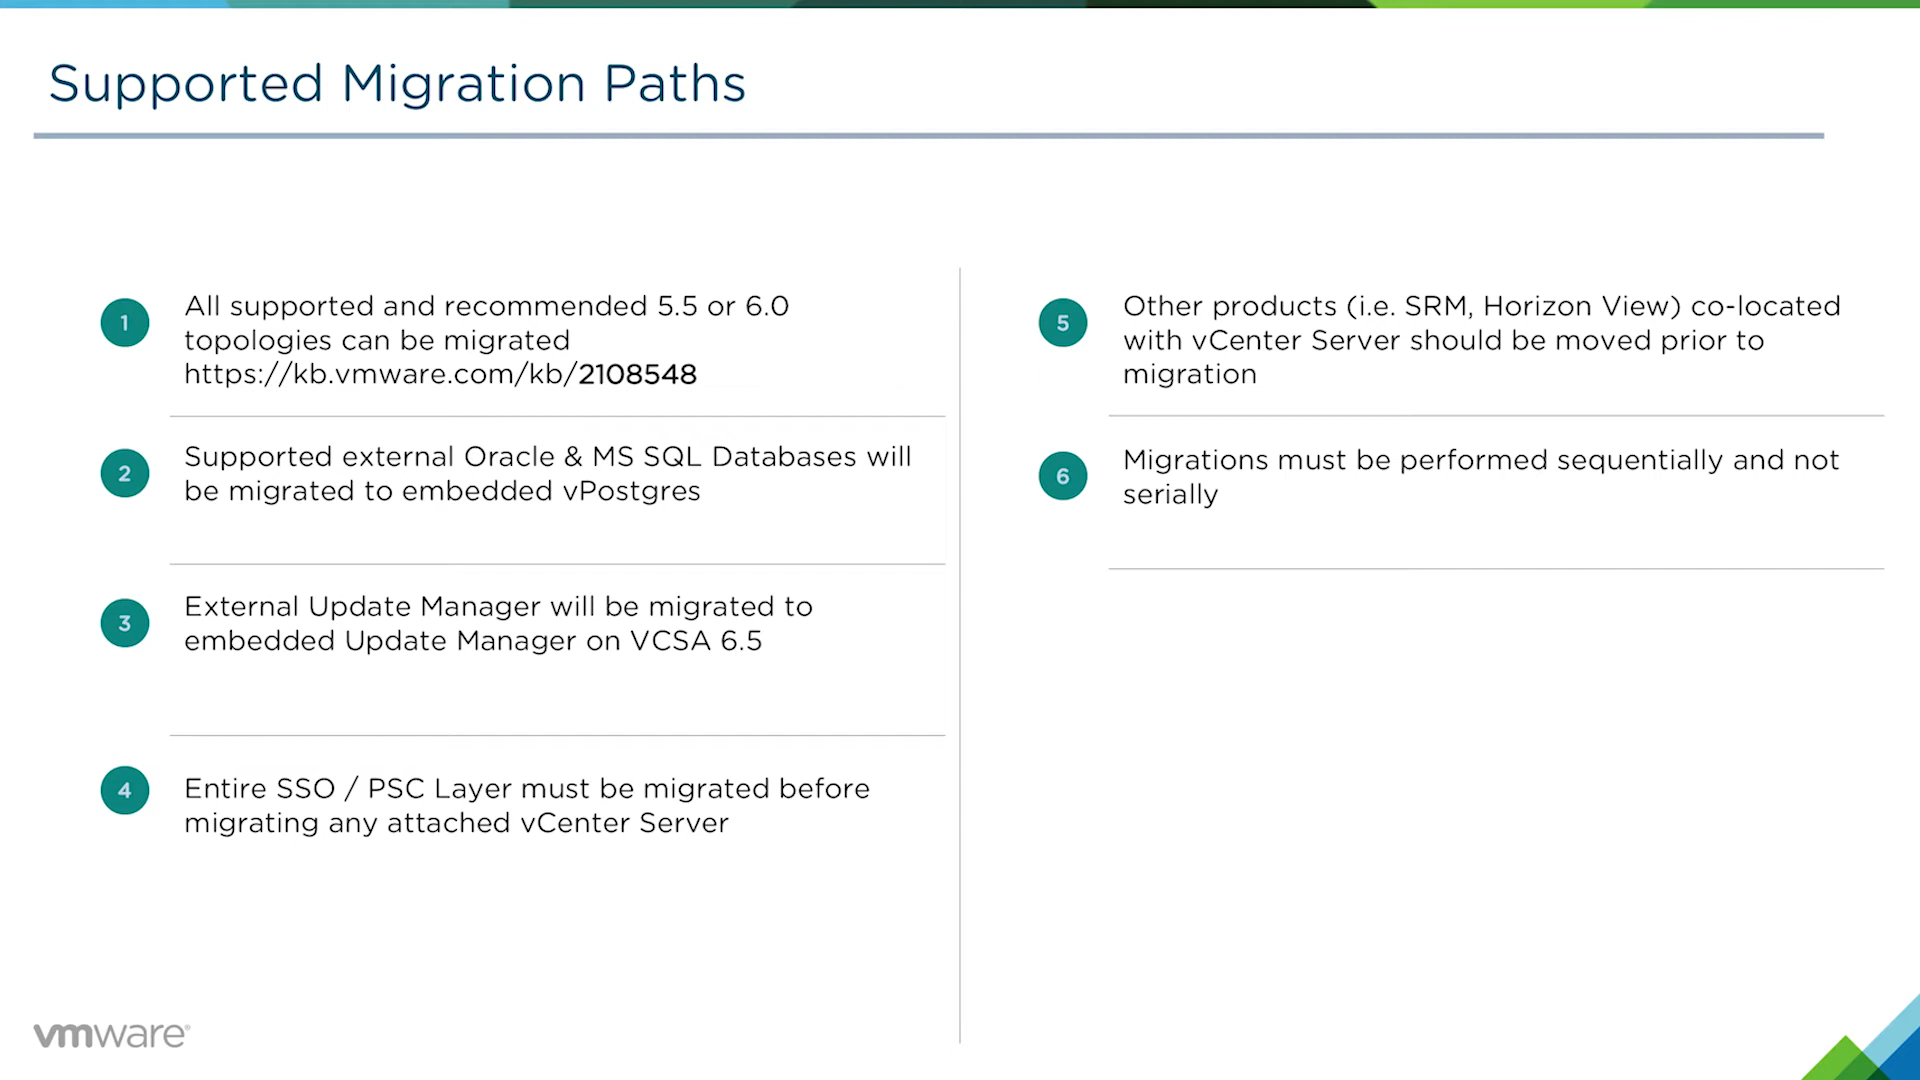 Supported Migration Paths
1
All supported and recommended 5.5 or 6.0
topologies can be migrated
https://kb.vmware.com/kb/2108548
2
Supported external Oracle & MS SQL Databases will
be migrated to embedded vPostgres
3
External Update Manager will be migrated to
embedded Update Manager on VCSA 6.5
4
Entire SSO / PSC Layer must be migrated before
migrating any attached vCenter Server
5
Other products (i.e. SRM, Horizon View) co-located
with vCenter Server should be moved prior to
migration
6
Migrations must be performed sequentially and not
serially
vmware®